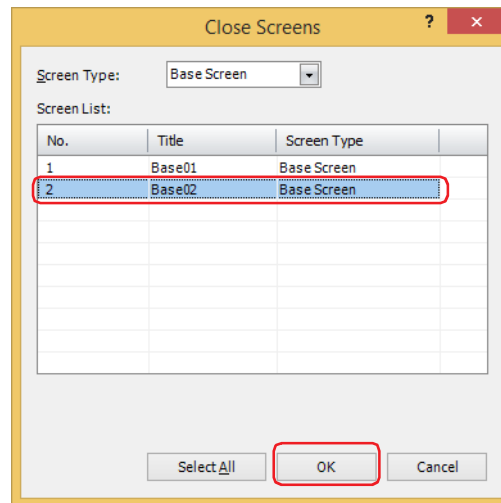 Close Screens ? ×
Screen Type: Base Screen
Screen List:
No. Title Screen Type
1 Base01 Base Screen
2 Base02 Base Screen
Select All OK Cancel